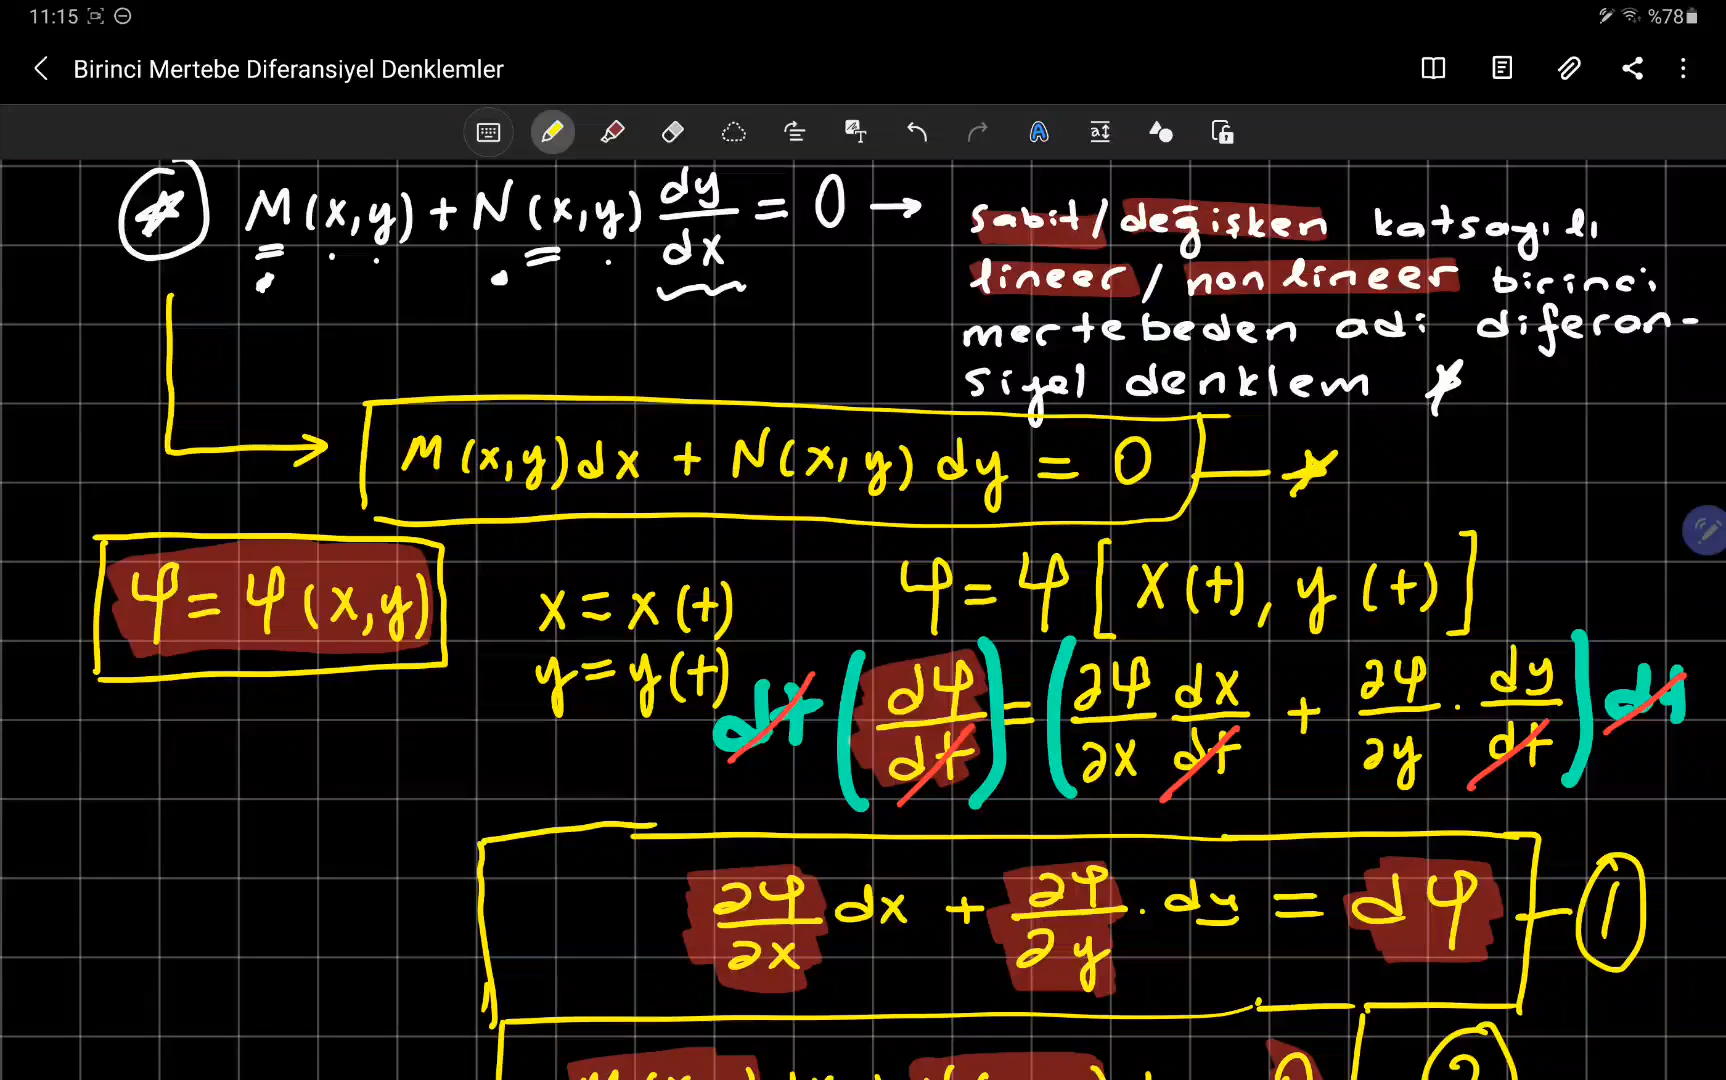 11:15
%78
Birinci Mertebe Diferansiyel Denklemler
* M(x,y) + N(x,y) dy/dx = 0 → sabit / değişken katsayılı
lineer / non lineer birinci
mertebeden adi diferan-
siyel denklem *
M(x,y)dx + N(x,y) dy = 0 — *
φ = φ(x,y)
x = x(t)
y = y(t)
φ = φ [x(t), y(t)]
dt (dφ/dt) = (∂φ/∂x dx/dt + ∂φ/∂y · dy/dt) dt
∂φ/∂x dx + ∂φ/∂y · dy = dφ — 1